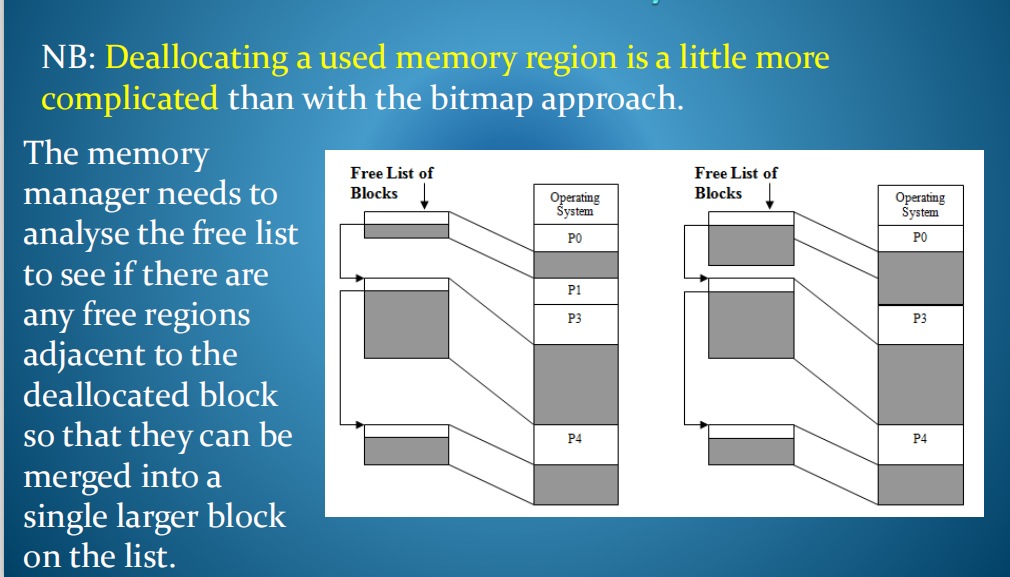 NB: Deallocating a used memory region is a little more
complicated than with the bitmap approach.
The memory
manager needs to
analyse the free list
to see if there are
any free regions
adjacent to the
deallocated block
so that they can be
merged into a
single larger block
on the list.
Free List of
Blocks
Operating
System
P0
P1
P3
P4
Free List of
Blocks
Operating
System
P0
P3
P4